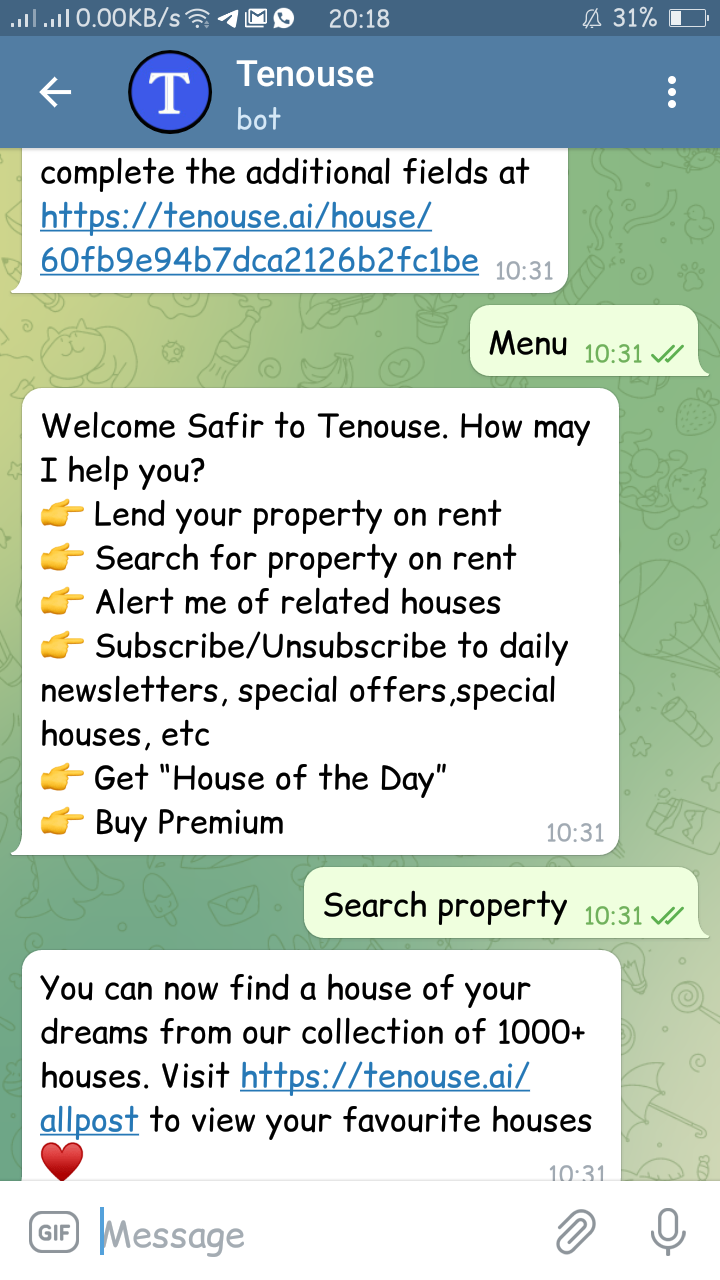 0.00KB/s 20:18 31%
T
Tenouse
bot
complete the additional fields at
https://tenouse.ai/house/
60fb9e94b7dca2126b2fc1be 10:31
Menu 10:31
Welcome Safir to Tenouse. How may
I help you?
👉 Lend your property on rent
👉 Search for property on rent
👉 Alert me of related houses
👉 Subscribe/Unsubscribe to daily
newsletters, special offers,special
houses, etc
👉 Get "House of the Day"
👉 Buy Premium 10:31
Search property 10:31
You can now find a house of your
dreams from our collection of 1000+
houses. Visit https://tenouse.ai/
allpost to view your favourite houses
♥️ 10:31
GIF Message